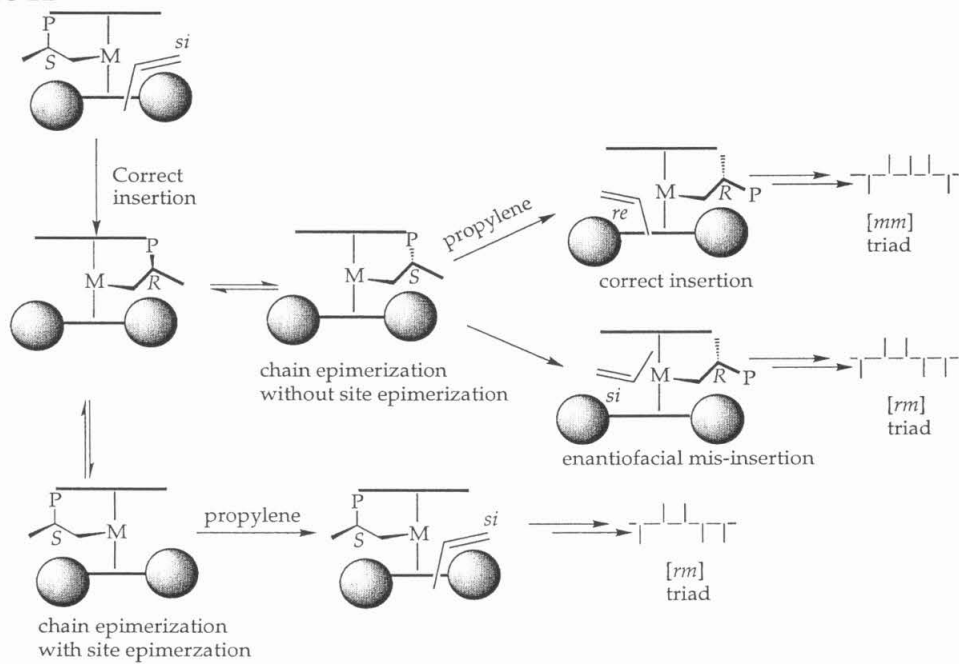 P
M
si
S
Correct
insertion
P
M
R
P
M
S
propylene
M
R
P
re
correct insertion
[mm]
triad
chain epimerization
without site epimerization
M
R
P
si
enantiofacial mis-insertion
[rm]
triad
P
M
S
propylene
P
M
S
si
[rm]
triad
chain epimerization
with site epimerzation